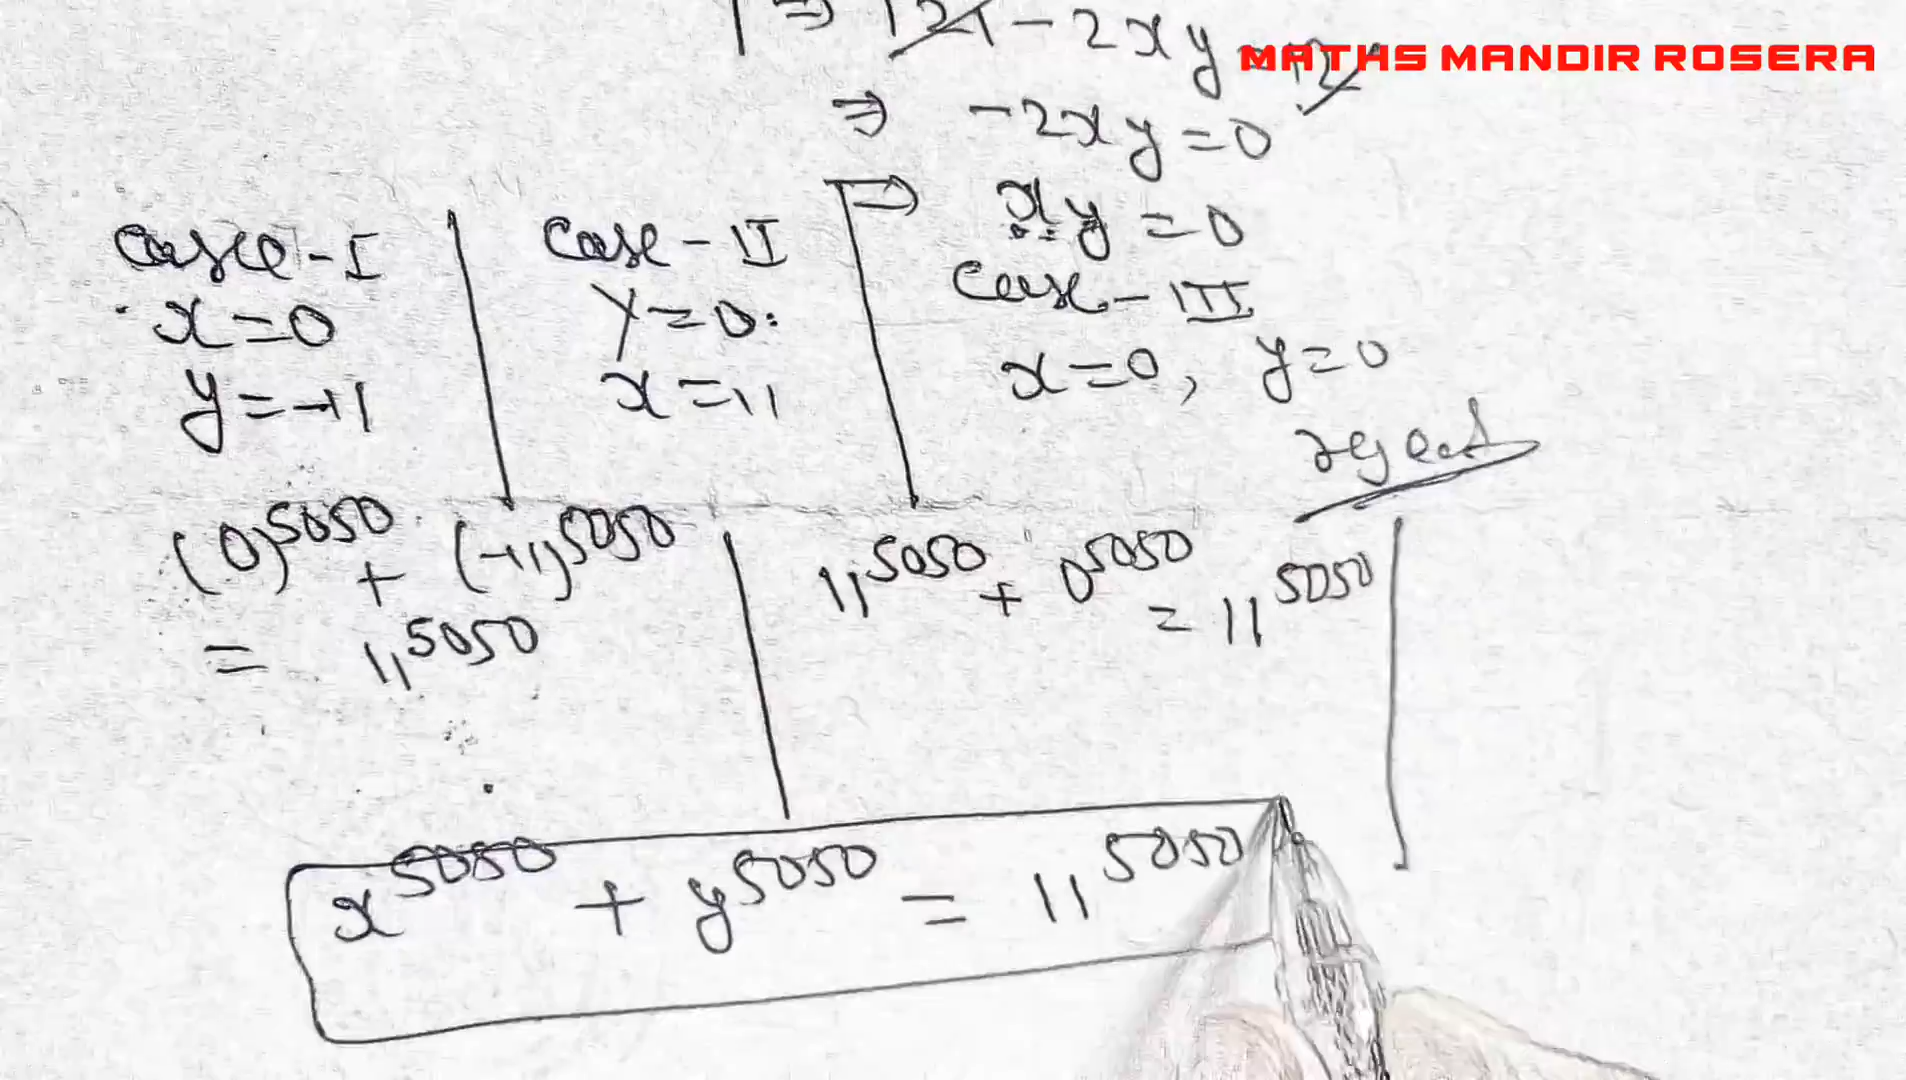 ⇒ 121 - 2xy = 121
MATHS MANDIR ROSERA
⇒ -2xy = 0
⇒ xy = 0
Case - I
x = 0
y = -11
Case - II
y = 0
x = 11
Case - III
x = 0, y = 0
reject
(0)^5050 + (-11)^5050
= 11^5050
11^5050 + 0^5050
= 11^5050
x^5050 + y^5050 = 11^5050